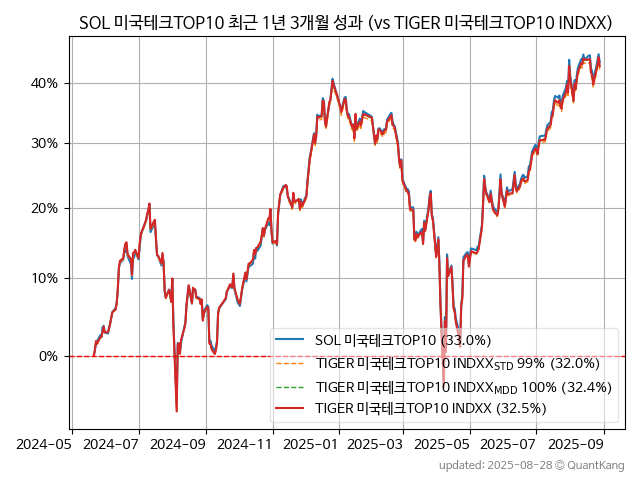 SOL 미국테크TOP10 최근 1년 3개월 성과 (vs TIGER 미국테크TOP10 INDXX)
40%
30%
20%
10%
0%
SOL 미국테크TOP10 (33.0%)
TIGER 미국테크TOP10 INDXX_STD 99% (32.0%)
TIGER 미국테크TOP10 INDXX_MDD 100% (32.4%)
TIGER 미국테크TOP10 INDXX (32.5%)
2024-05 2024-07 2024-09 2024-11 2025-01 2025-03 2025-05 2025-07 2025-09
updated: 2025-08-28 © QuantKang